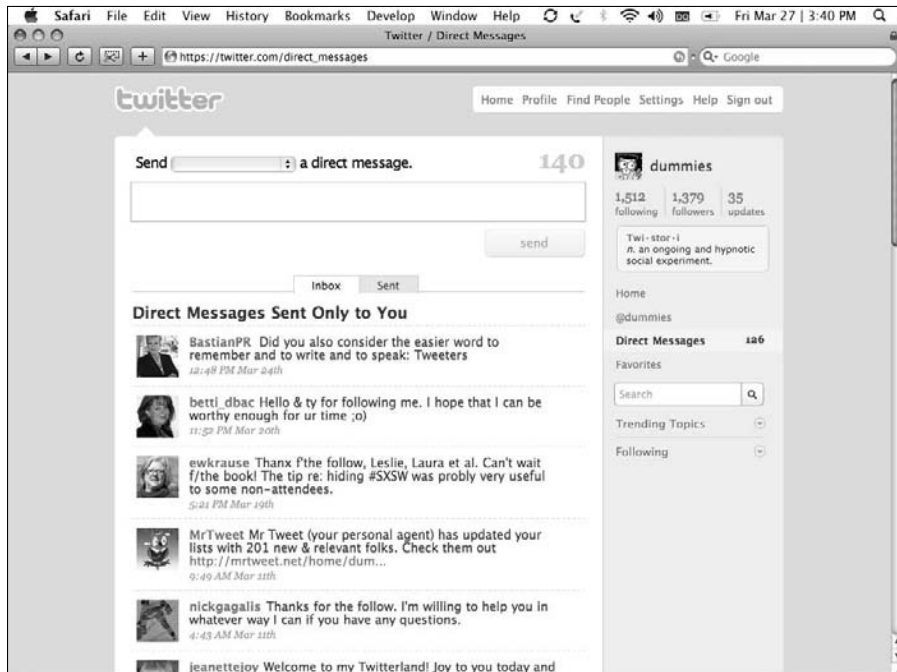 Safari File Edit View History Bookmarks Develop Window Help Fri Mar 27 | 3:40 PM
Twitter / Direct Messages
https://twitter.com/direct_messages
Google
twitter
Home Profile Find People Settings Help Sign out
Send a direct message. 140
send
Inbox Sent
Direct Messages Sent Only to You
BastianPR Did you also consider the easier word to
remember and to write and to speak: Tweeters
12:48 PM Mar 24th
betti_dbac Hello & ty for following me. I hope that I can be
worthy enough for ur time ;o)
11:52 PM Mar 20th
ewkrause Thanx f'the follow, Leslie, Laura et al. Can't wait
f/the book! The tip re: hiding #SXSW was probly very useful
to some non-attendees.
5:21 PM Mar 19th
MrTweet Mr Tweet (your personal agent) has updated your
lists with 201 new & relevant folks. Check them out
http://mrtweet.net/home/dum...
9:49 AM Mar 11th
nickgagalis Thanks for the follow. I'm willing to help you in
whatever way I can if you have any questions.
4:43 AM Mar 11th
jeanettejoy Welcome to my Twitterland! Joy to you today and
dummies
1,512 1,379 35
following followers updates
Twi-stor-i
n. an ongoing and hypnotic
social experiment.
Home
@dummies
Direct Messages 126
Favorites
Search
Trending Topics
Following